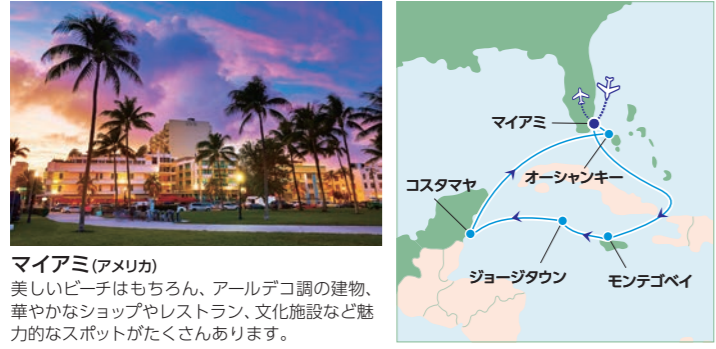 マイアミ(アメリカ)
美しいビーチはもちろん、アールデコ調の建物、
華やかなショップやレストラン、文化施設など魅
力的なスポットがたくさんあります。
マイアミ
オーシャンキー
コスタマヤ
ジョージタウン
モンテゴベイ